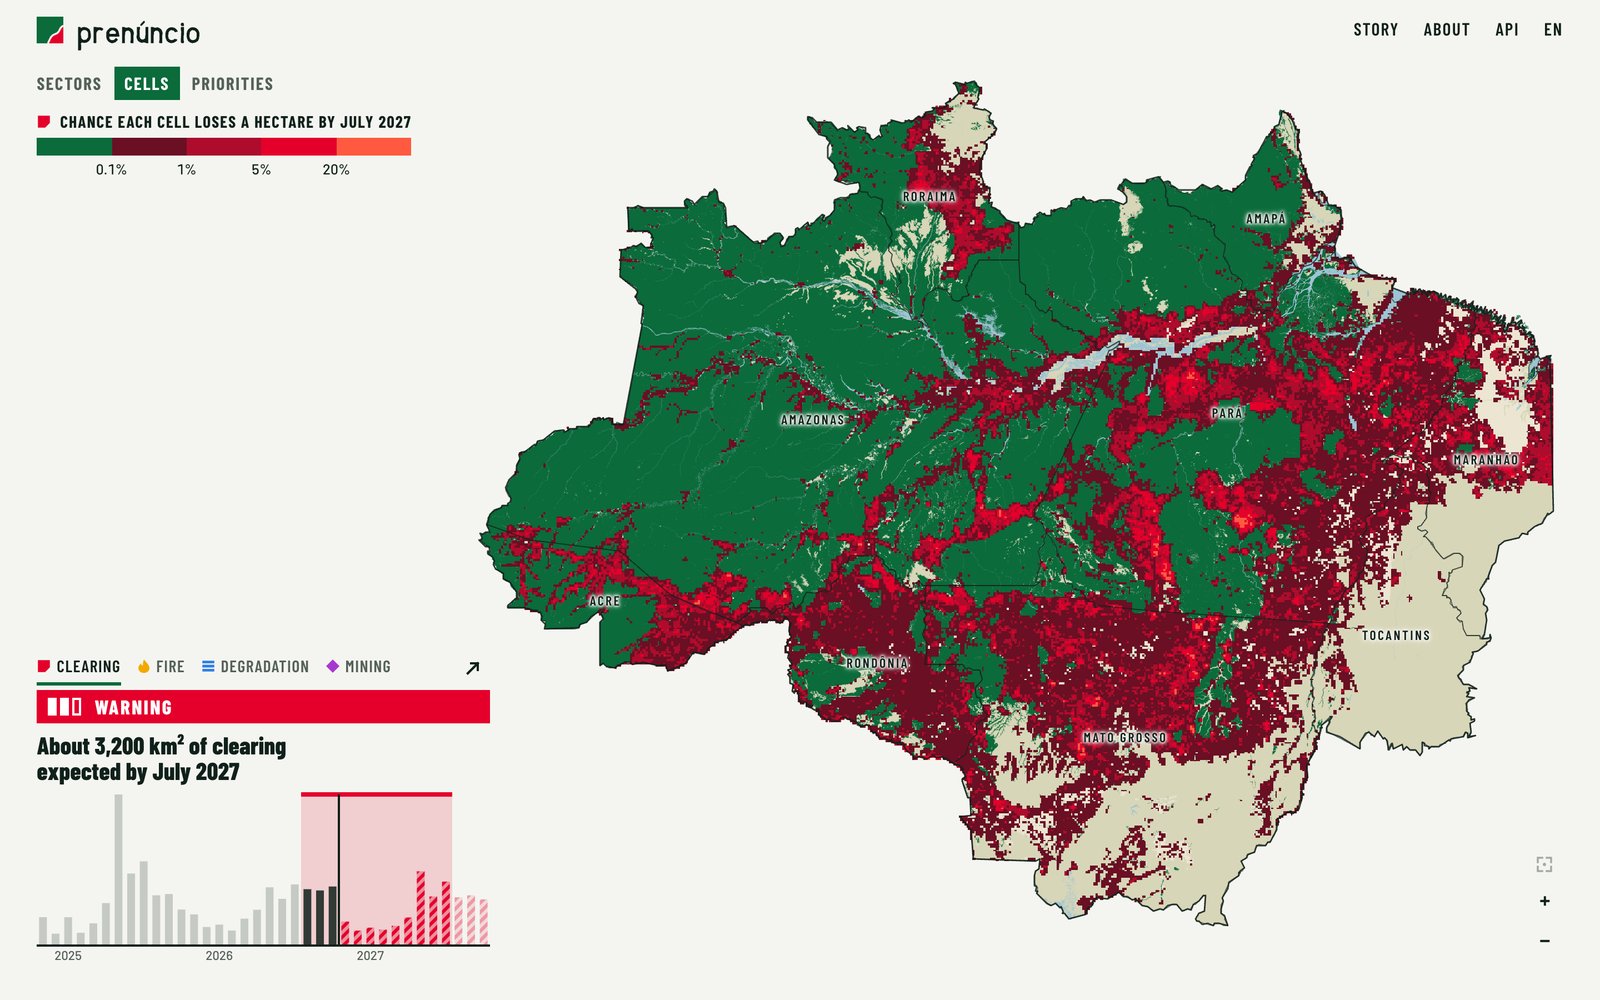 prenúncio
STORY ABOUT API EN
SECTORS CELLS PRIORITIES
CHANCE EACH CELL LOSES A HECTARE BY JULY 2027
0.1% 1% 5% 20%
RORAIMA
AMAPÁ
AMAZONAS
PARÁ
MARANHÃO
ACRE
RONDÔNIA
TOCANTINS
MATO GROSSO
CLEARING FIRE DEGRADATION MINING
WARNING
About 3,200 km² of clearing
expected by July 2027
2025 2026 2027